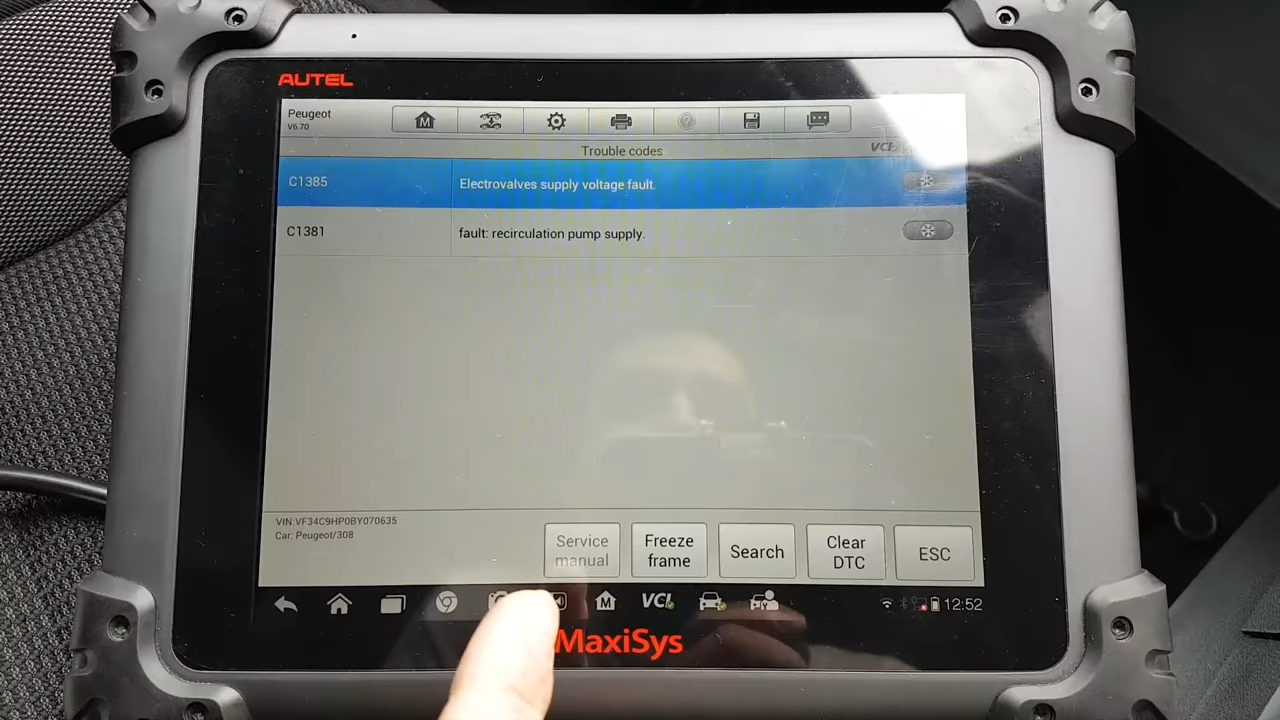 AUTEL
Peugeot
V6.70
M
Trouble codes
VCI
C1385
Electrovalves supply voltage fault.
C1381
fault: recirculation pump supply.
VIN:VF34C9HP0BY070635
Car: Peugeot/308
Service manual
Freeze frame
Search
Clear DTC
ESC
M
VCI
12:52
MaxiSys